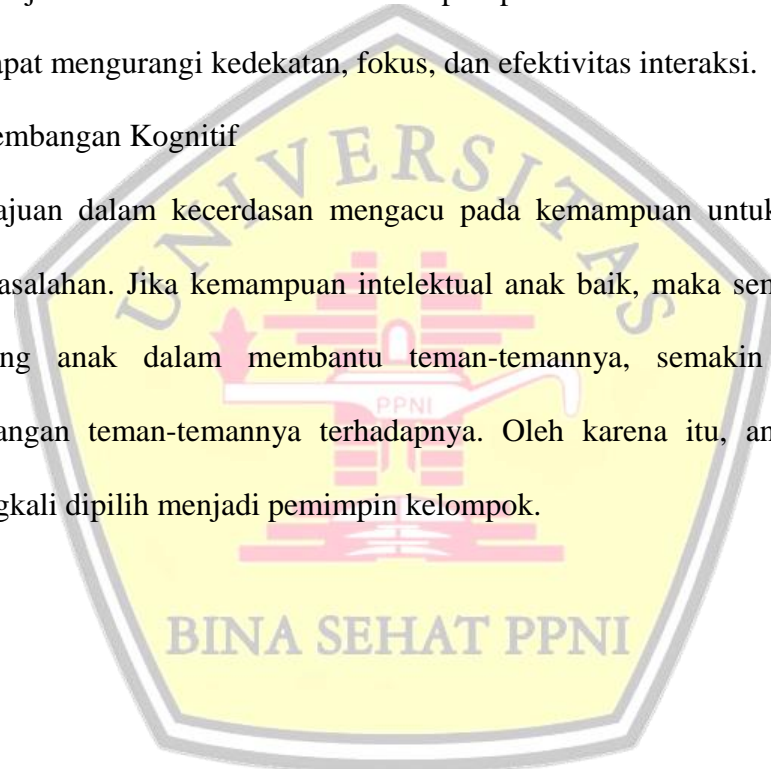 apat mengurangi kedekatan, fokus, dan efektivitas interaksi.
embangan Kognitif
ajuan dalam kecerdasan mengacu pada kemampuan untuk
asalahan. Jika kemampuan intelektual anak baik, maka sem
ng anak dalam membantu teman-temannya, semakin
angan teman-temannya terhadapnya. Oleh karena itu, an
gkali dipilih menjadi pemimpin kelompok.
UNIVERSITAS
PPNI
BINA SEHAT PPNI